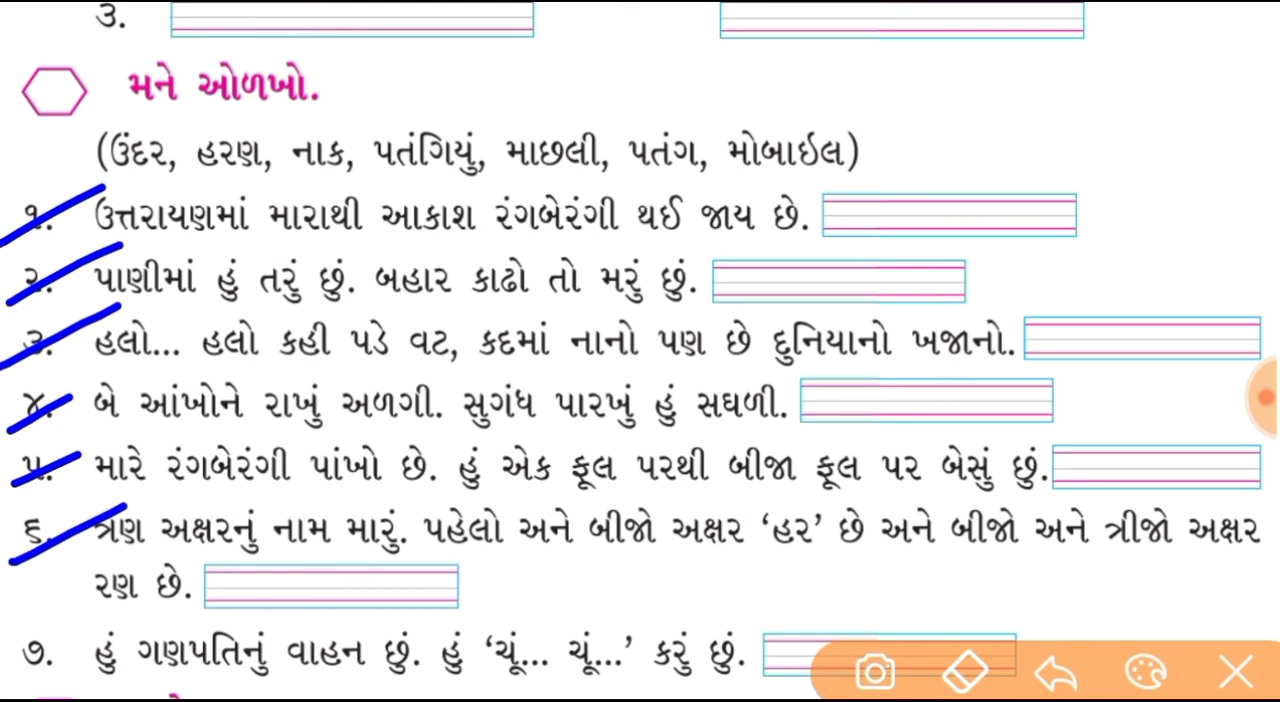 ૩.
મને ઓળખો.
(ઉંદર, હરણ, નાક, પતંગિયું, માછલી, પતંગ, મોબાઇલ)
૧. ઉત્તરાયણમાં મારાથી આકાશ રંગબેરંગી થઈ જાય છે.
૨. પાણીમાં હું તરું છું. બહાર કાઢો તો મરું છું.
૩. હલો... હલો કહી પડે વટ, કદમાં નાનો પણ છે દુનિયાનો ખજાનો.
૪. બે આંખોને રાખું અળગી. સુગંધ પારખું હું સઘળી.
૫. મારે રંગબેરંગી પાંખો છે. હું એક ફૂલ પરથી બીજા ફૂલ પર બેસું છું.
૬. ત્રણ અક્ષરનું નામ મારું. પહેલો અને બીજો અક્ષર ‘હર’ છે અને બીજો અને ત્રીજો અક્ષર
રણ છે.
૭. હું ગણપતિનું વાહન છું. હું ‘ચૂં... ચૂં...’ કરું છું.